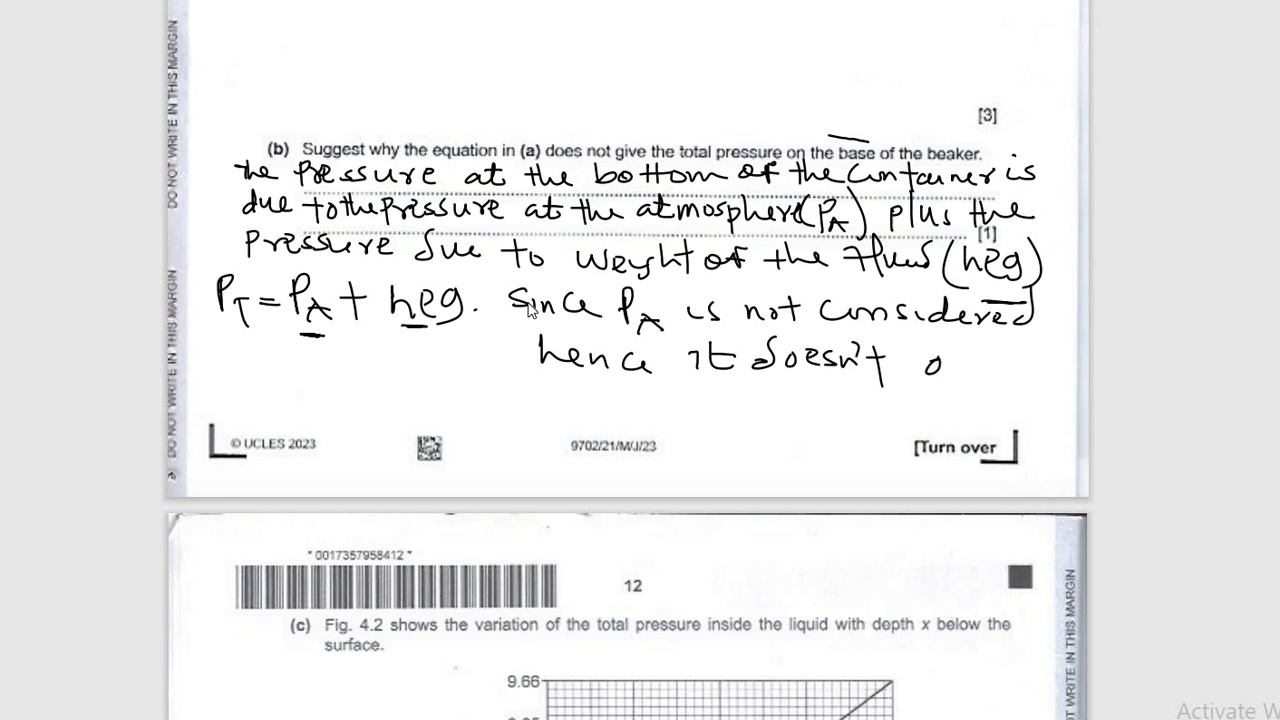 DO NOT WRITE IN THIS MARGIN
DO NOT WRITE IN THIS MARGIN
[3]
(b) Suggest why the equation in (a) does not give the total pressure on the base of the beaker.
the pressure at the bottom of the container is
due to the pressure at the atmosphere (PA) plus the
[1]
pressure due to weight of the (hρg)
PT = PA + hρg. Since PA is not considered
hence it doesn't
© UCLES 2023
9702/21/M/J/23
[Turn over
* 0017357958412 *
12
(c) Fig. 4.2 shows the variation of the total pressure inside the liquid with depth x below the
surface.
9.66
DO NOT WRITE IN THIS MARGIN
Activate W